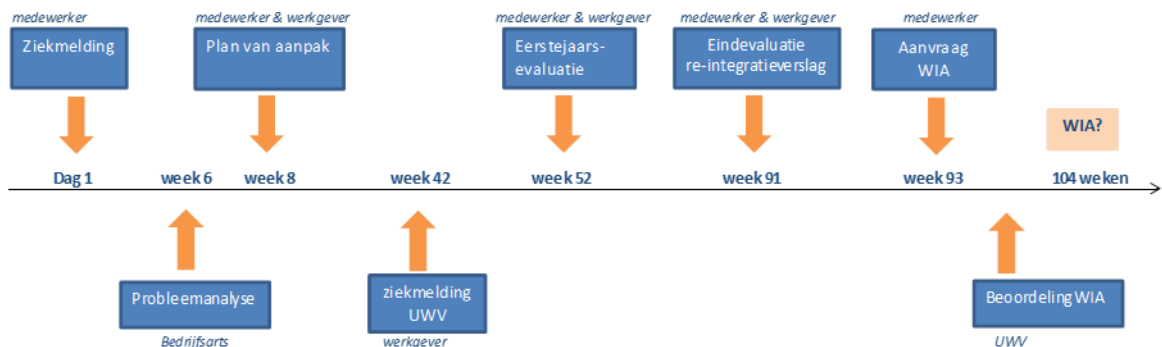 medewerker
medewerker & werkgever
medewerker & werkgever
medewerker & werkgever
medewerker
Ziekmelding
Plan van aanpak
Eerstejaars-
evaluatie
Eindevaluatie
re-integratieverslag
Aanvraag
WIA
WIA?
Dag 1
week 6
week 8
week 42
week 52
week 91
week 93
104 weken
Probleemanalyse
ziekmelding
UWV
Beoordeling WIA
Bedrijfsarts
werkgever
UWV